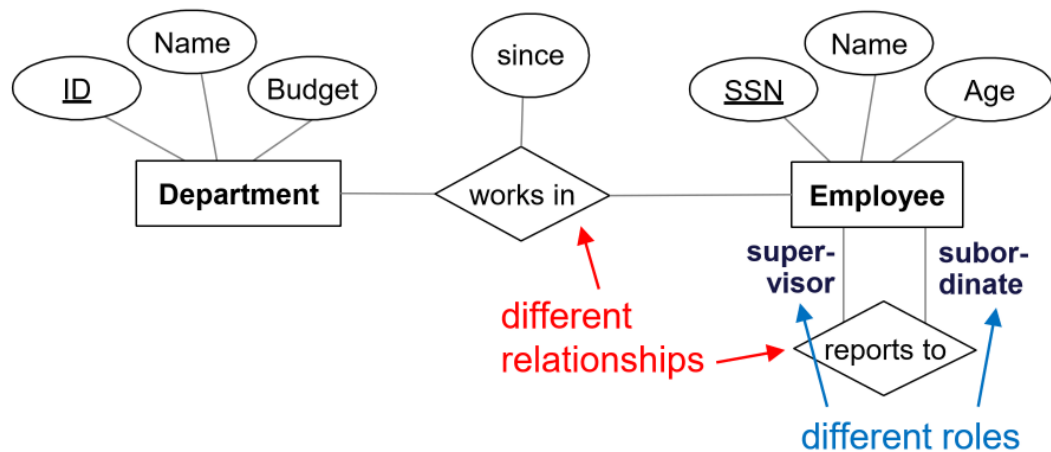 Name
since
Name
ID
Budget
SSN
Age
Department
works in
Employee
super-
visor
subor-
dinate
different
relationships
reports to
different roles